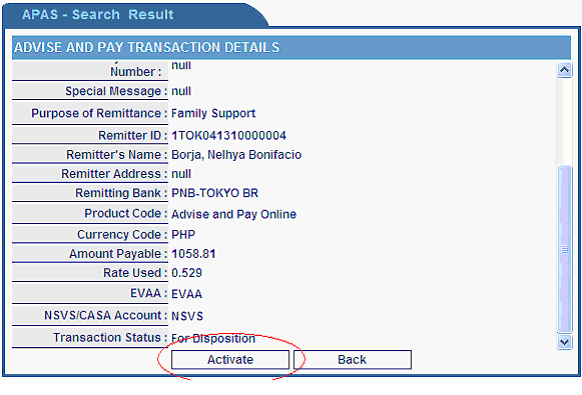 APAS - Search Result
ADVISE AND PAY TRANSACTION DETAILS
Number : null
Special Message : null
Purpose of Remittance : Family Support
Remitter ID : 1TOK041310000004
Remitter's Name : Borja, Nelhya Bonifacio
Remitter Address : null
Remitting Bank : PNB-TOKYO BR
Product Code : Advise and Pay Online
Currency Code : PHP
Amount Payable : 1058.81
Rate Used : 0.529
EVAA : EVAA
NSVS/CASA Account : NSVS
Transaction Status : For Disposition
Activate Back